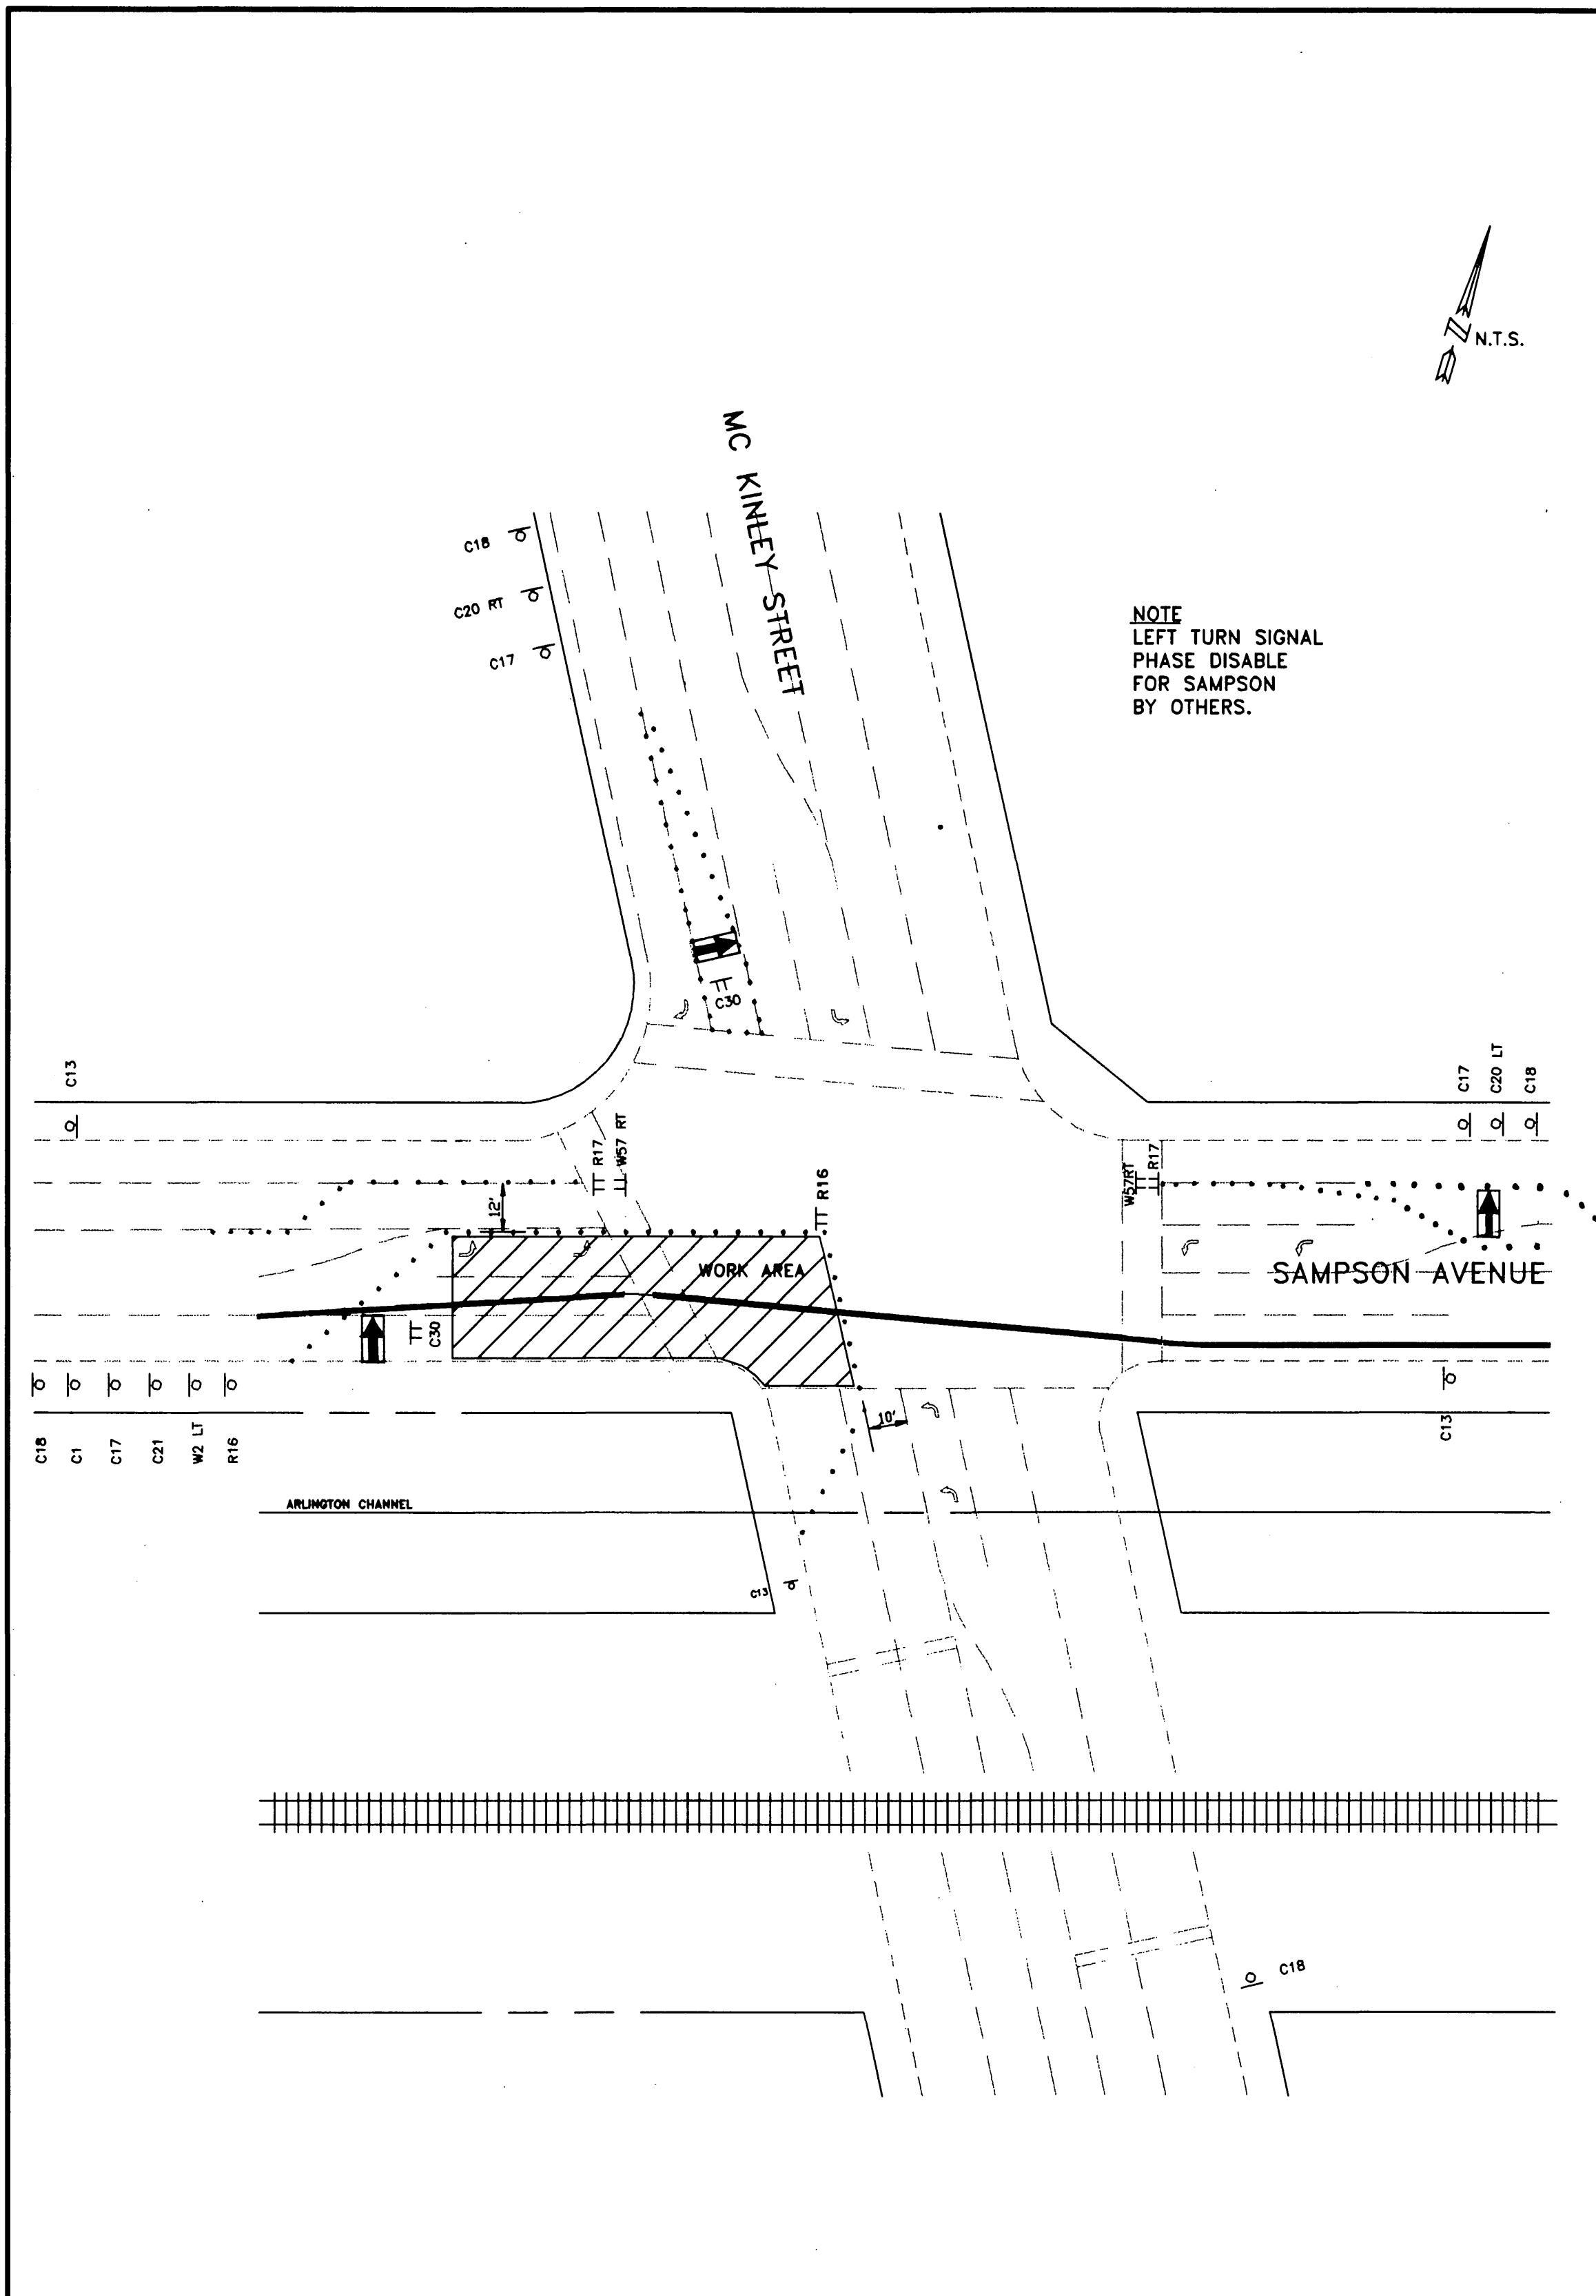 N.T.S.
MC KINLEY STREET
C18
C20 RT
C17
NOTE
LEFT TURN SIGNAL
PHASE DISABLE
FOR SAMPSON
BY OTHERS.
C30
C13
C17
C20 LT
C18
R17
W57 RT
12'
R16
W57RT
R17
WORK AREA
SAMPSON AVENUE
C30
C18
C1
C17
C21
W2 LT
R16
10'
C13
ARLINGTON CHANNEL
C13
C18